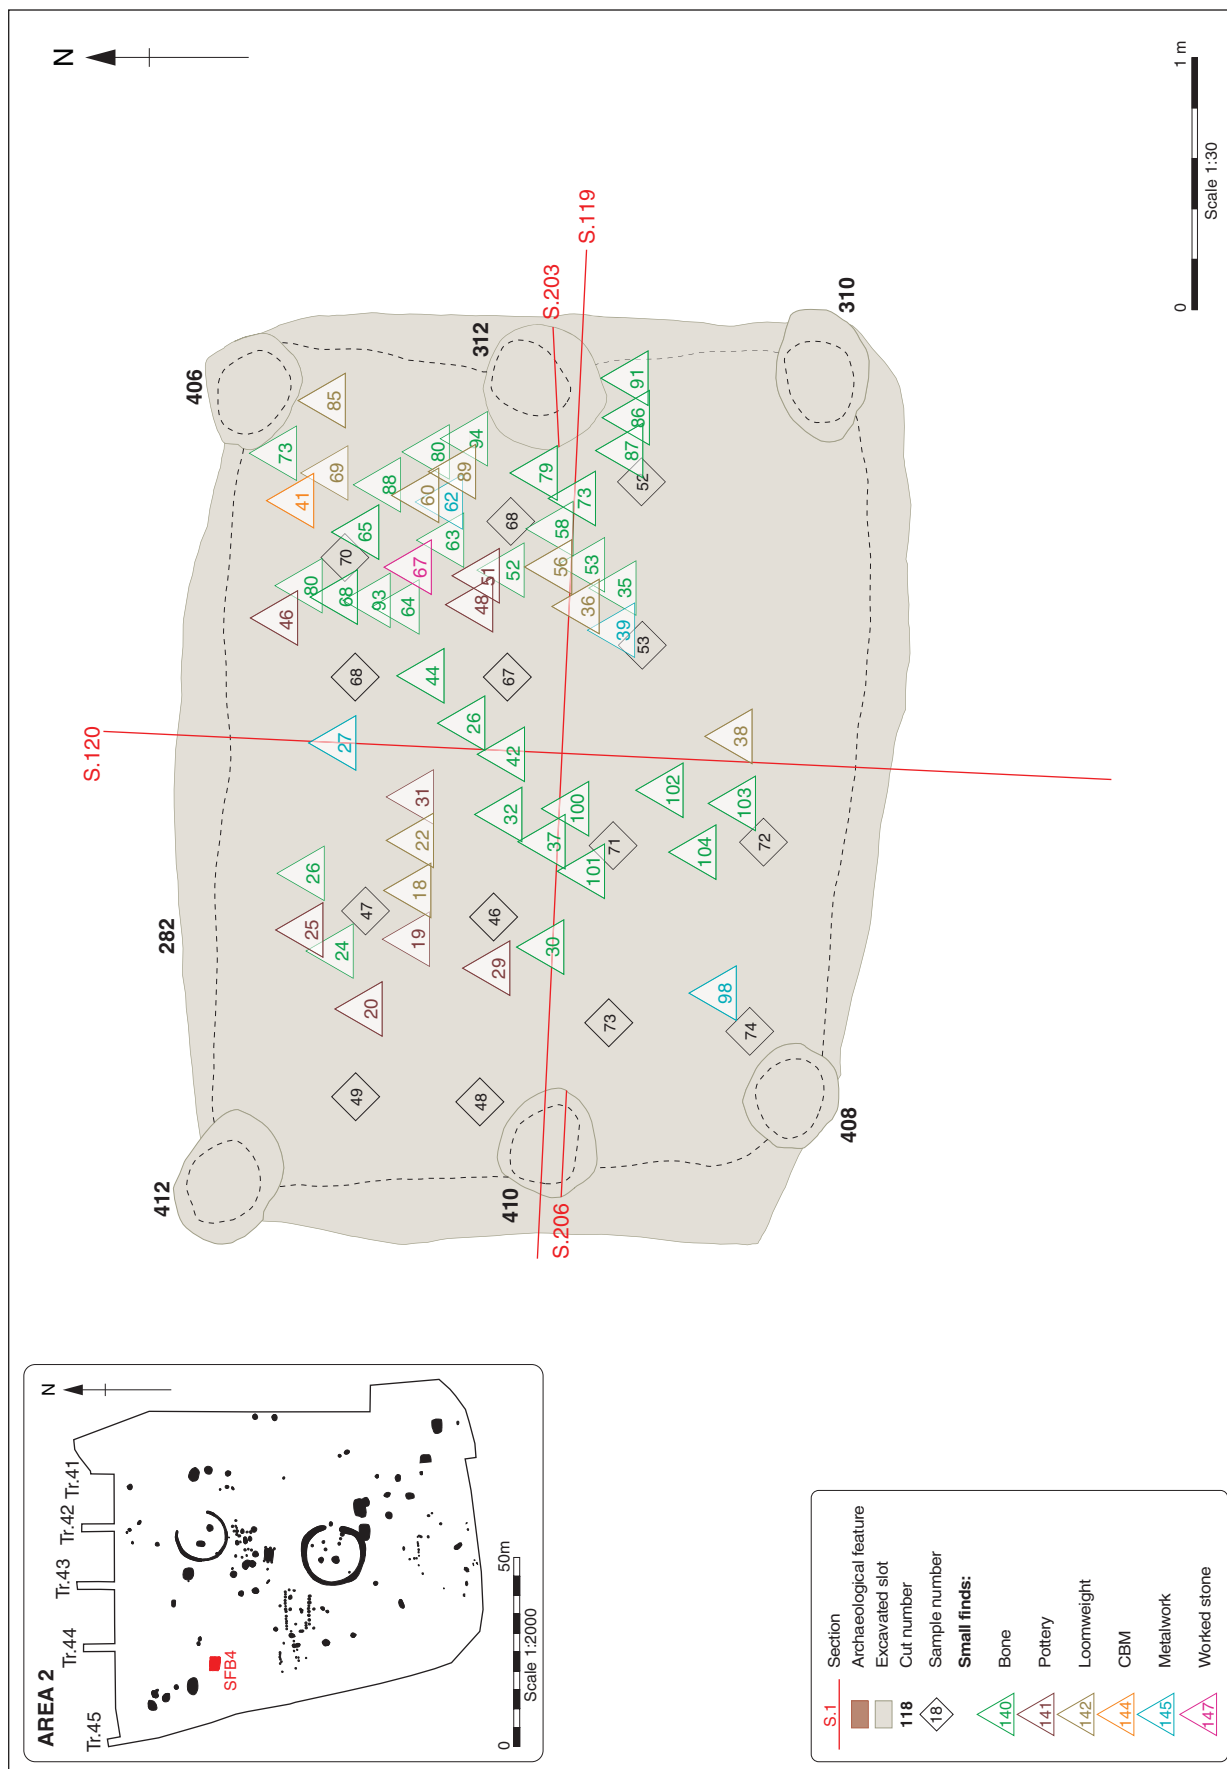 AREA 2
Tr.45
Tr.44
Tr.43
Tr.42
Tr.41
N
SFB4
0
50m
Scale 1:2000
S.1
Section
Archaeological feature
Excavated slot
118
Cut number
18
Sample number
Small finds:
140
Bone
141
Pottery
142
Loomweight
144
CBM
145
Metalwork
147
Worked stone
N
S.120
282
412
406
312
S.203
S.119
310
410
S.206
408
73
41
69
85
46
80
70
65
88
68
93
64
67
63
60
62
80
89
94
48
51
52
68
79
58
73
56
53
36
35
39
53
52
87
86
91
68
44
67
27
26
42
31
22
18
19
32
37
100
101
71
102
103
104
72
38
26
25
24
47
46
20
29
30
73
98
74
49
48
0
1 m
Scale 1:30